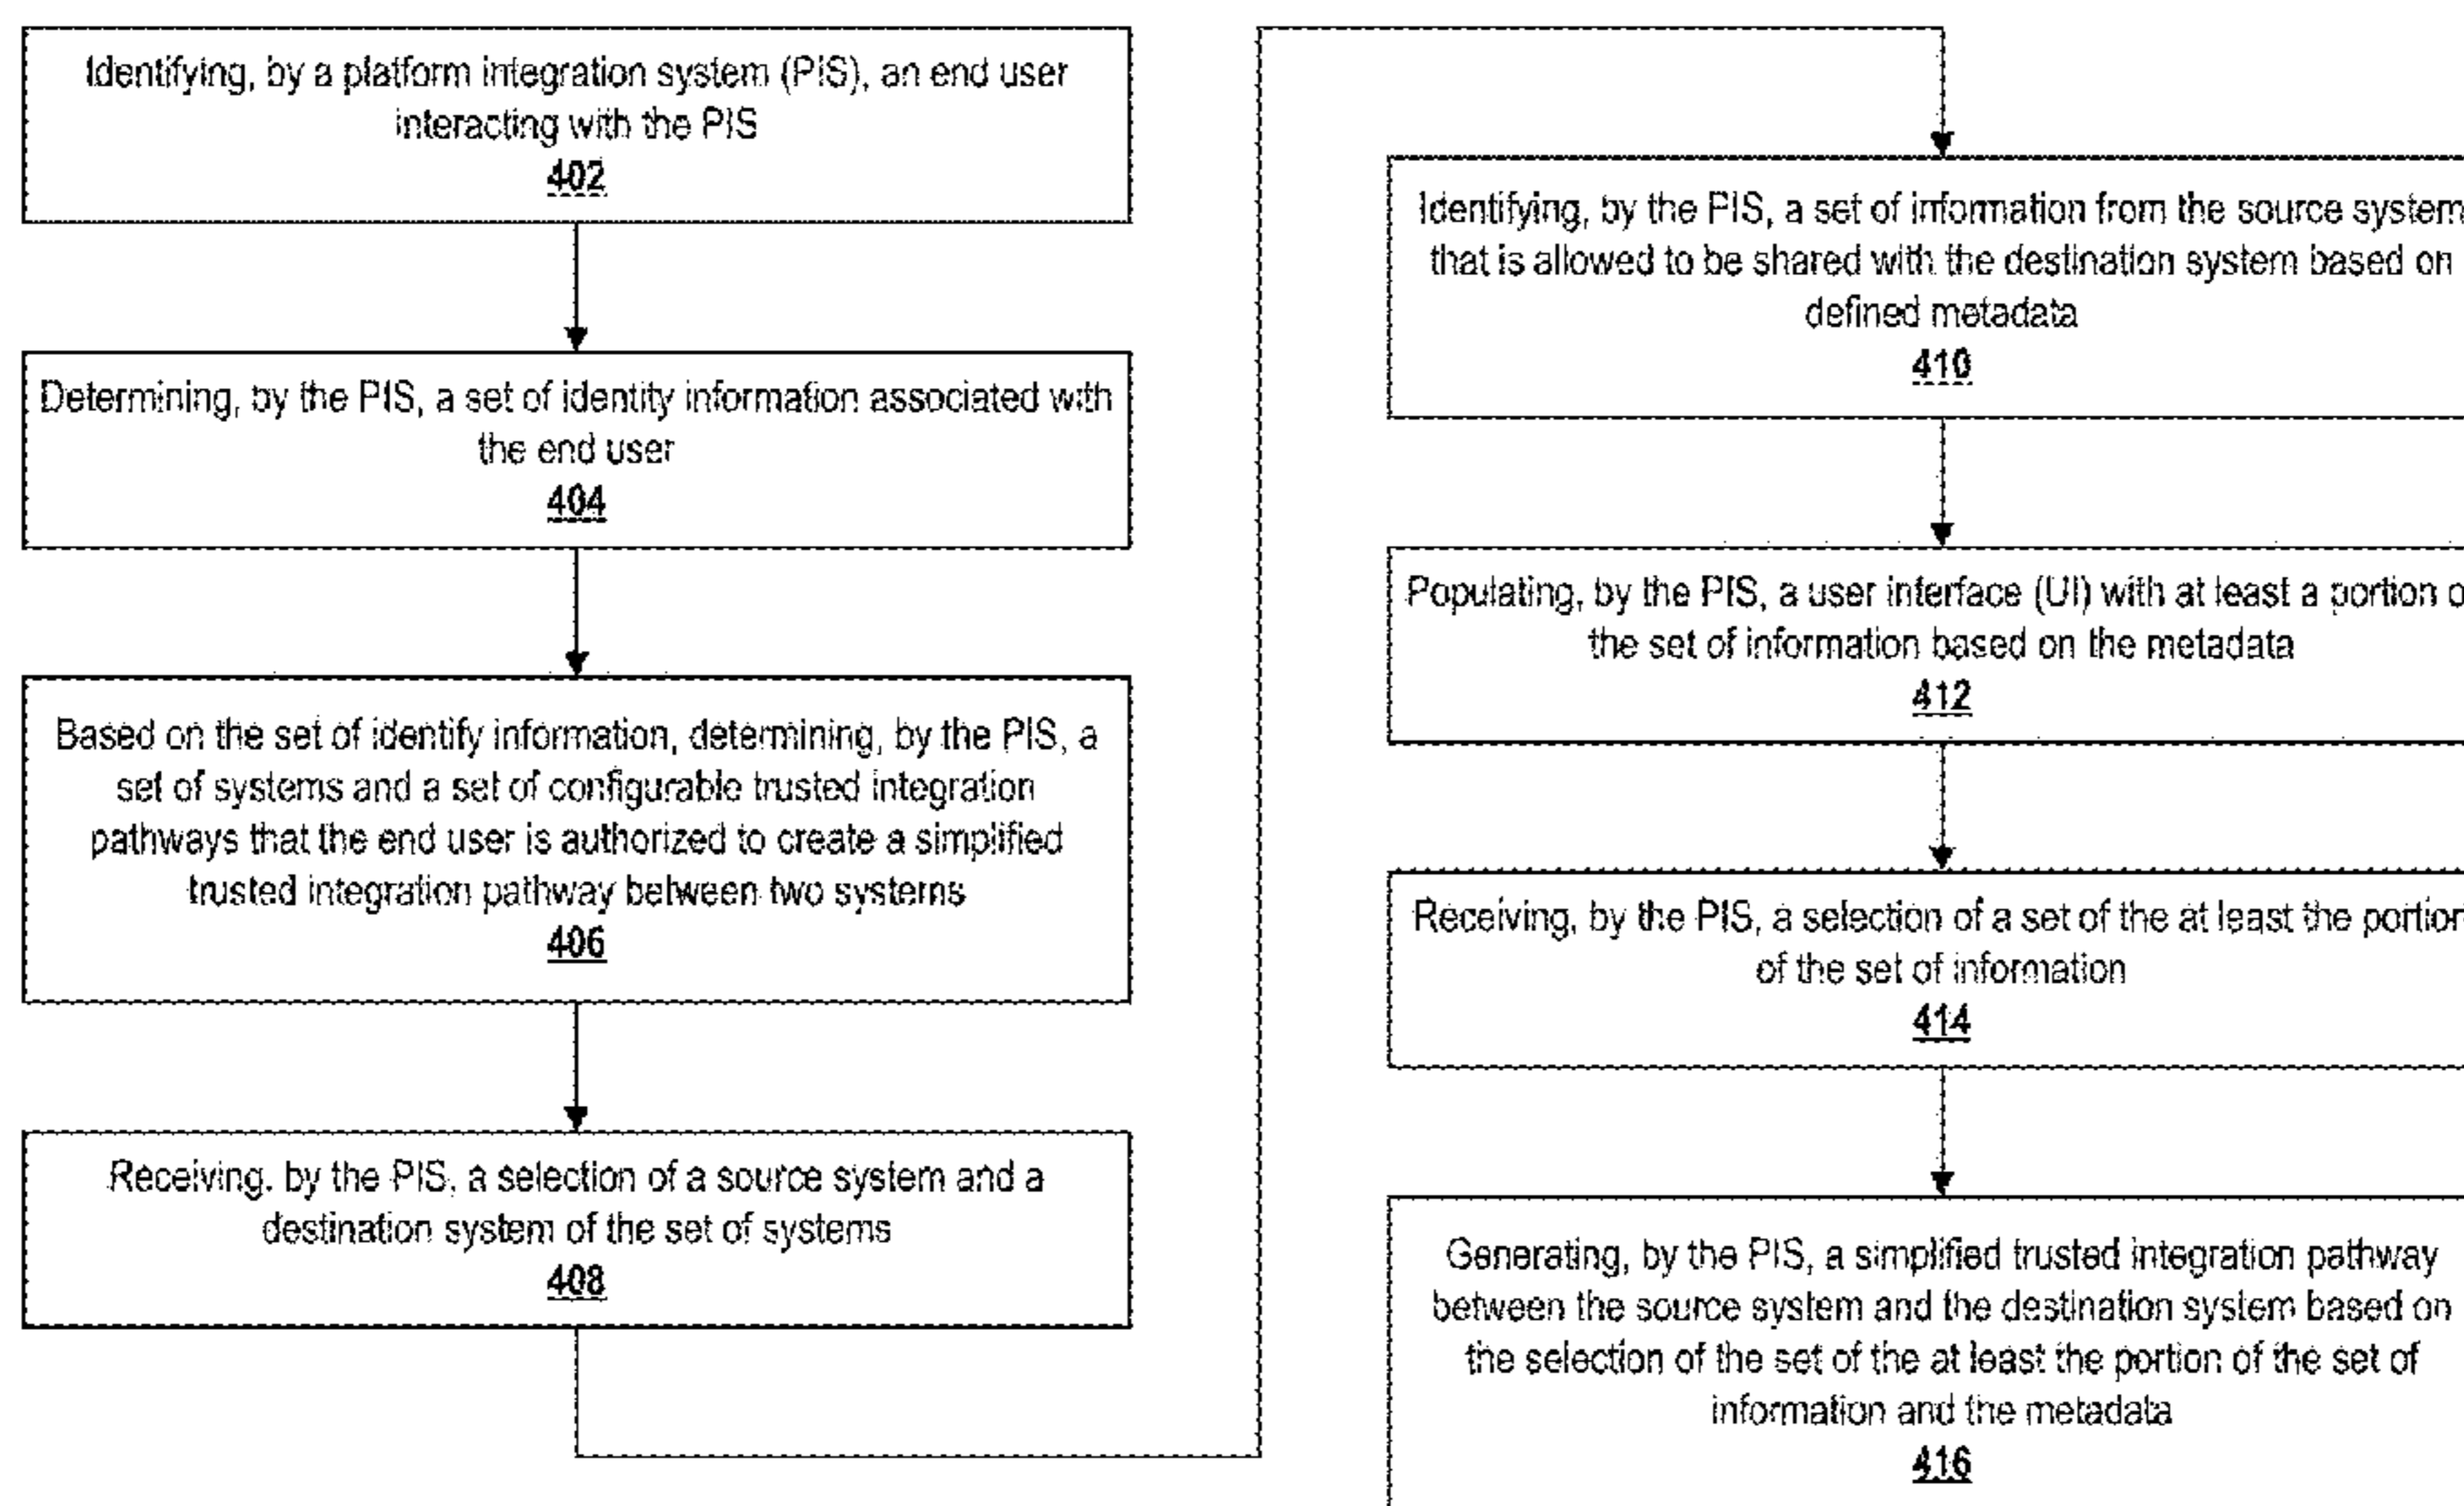 Identifying, by a platform integration system (PIS), an end user
interacting with the PIS
402
Determining, by the PIS, a set of identity information associated with
the end user
404
Based on the set of identify information, determining, by the PIS, a
set of systems and a set of configurable trusted integration
pathways that the end user is authorized to create a simplified
trusted integration pathway between two systems
406
Receiving, by the PIS, a selection of a source system and a
destination system of the set of systems
408
Identifying, by the PIS, a set of information from the source system
that is allowed to be shared with the destination system based on
defined metadata
410
Populating, by the PIS, a user interface (UI) with at least a portion o
the set of information based on the metadata
412
Receiving, by the PIS, a selection of a set of the at least the portion
of the set of information
414
Generating, by the PIS, a simplified trusted integration pathway
between the source system and the destination system based on
the selection of the set of the at least the portion of the set of
information and the metadata
416